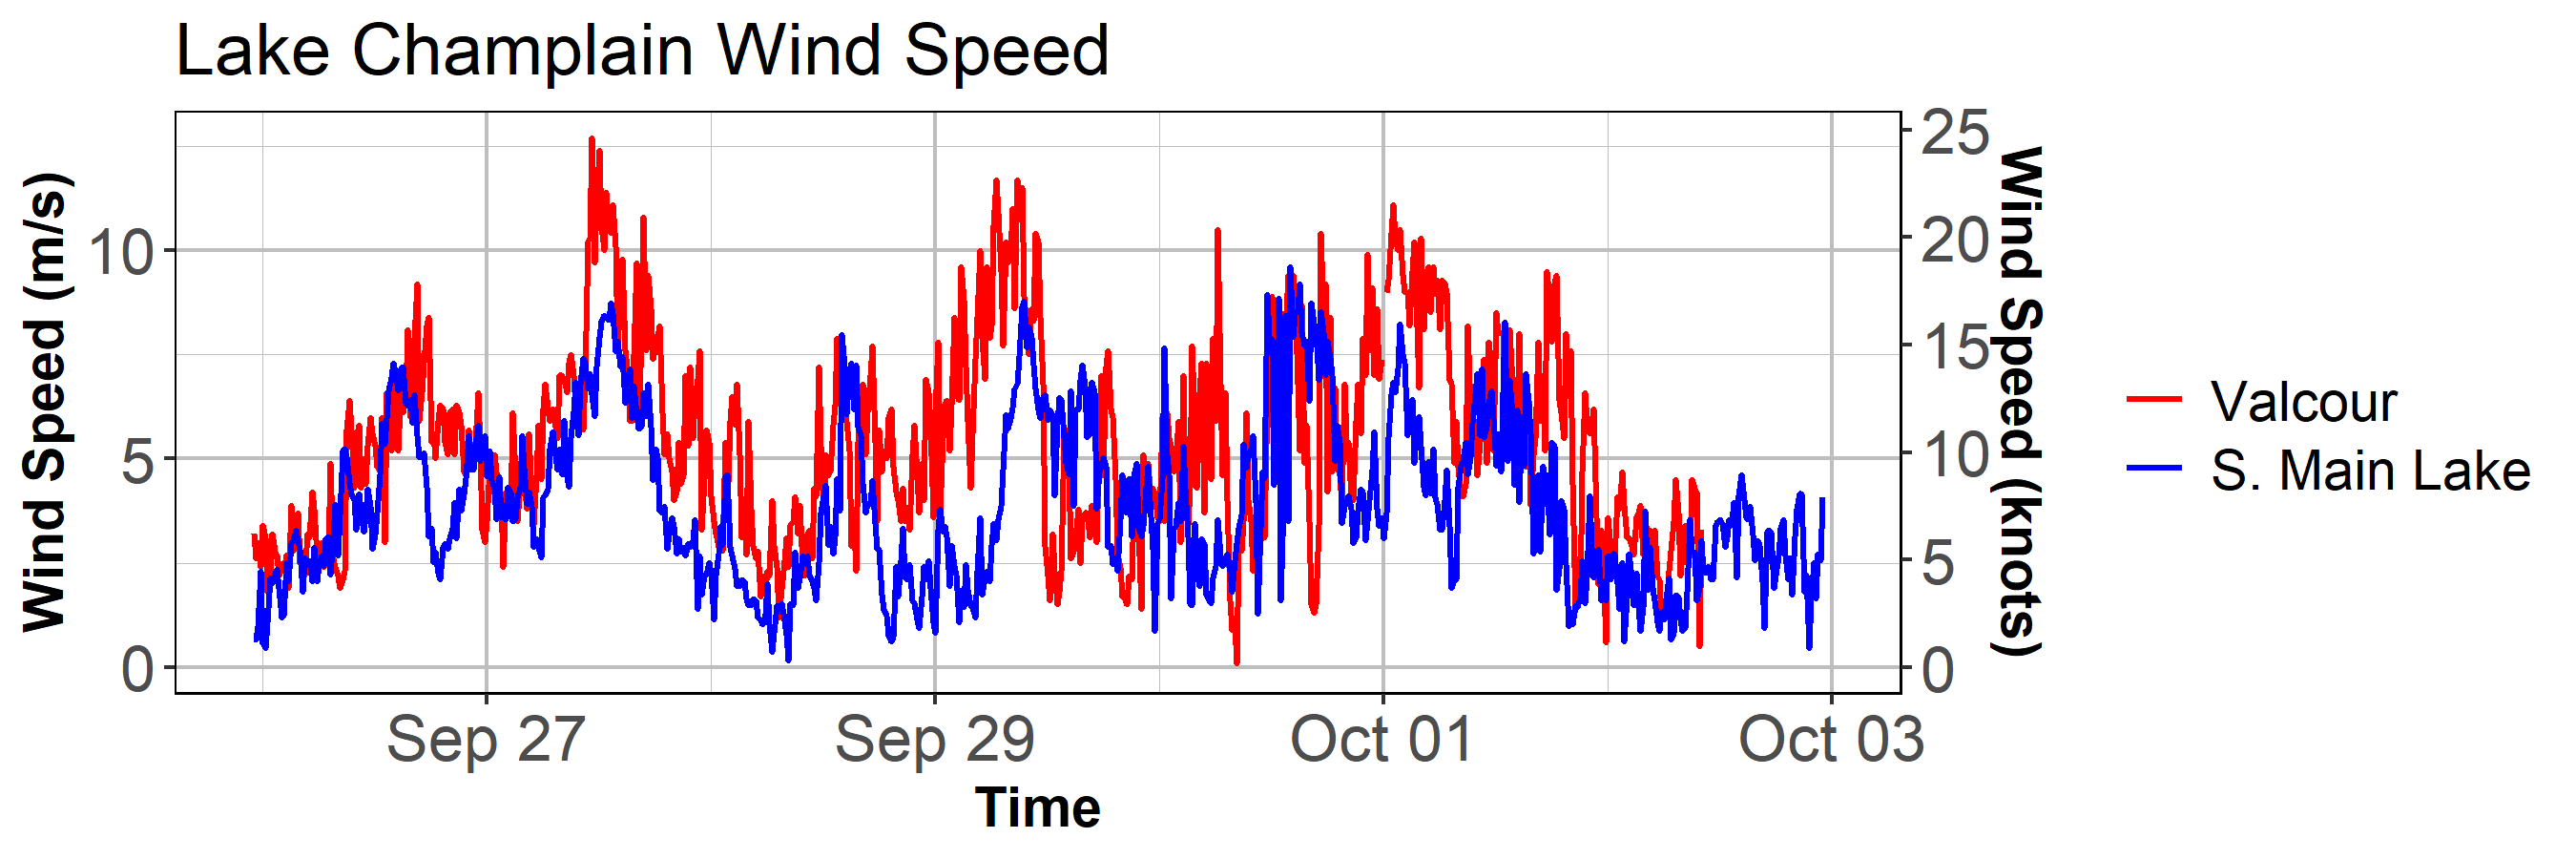 Lake Champlain Wind Speed
Wind Speed (m/s)
10
5
0
25
20
15
10
5
0
Wind Speed (knots)
Sep 27
Sep 29
Oct 01
Oct 03
Time
Valcour
S. Main Lake